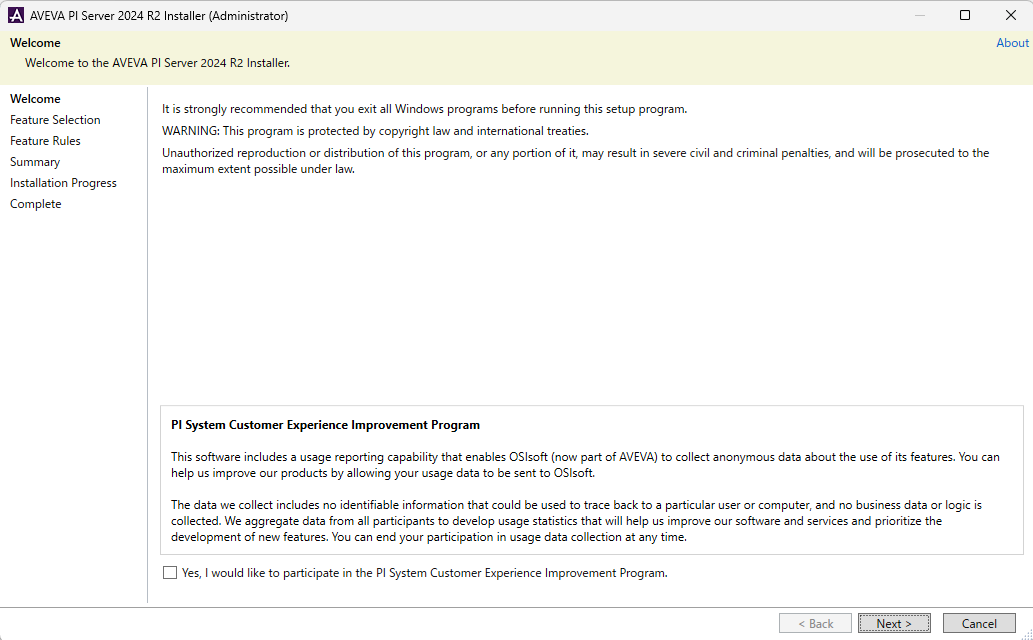 AVEVA PI Server 2024 R2 Installer (Administrator)
Welcome
About
Welcome to the AVEVA PI Server 2024 R2 Installer.
Welcome
Feature Selection
Feature Rules
Summary
Installation Progress
Complete
It is strongly recommended that you exit all Windows programs before running this setup program.
WARNING: This program is protected by copyright law and international treaties.
Unauthorized reproduction or distribution of this program, or any portion of it, may result in severe civil and criminal penalties, and will be prosecuted to the
maximum extent possible under law.
PI System Customer Experience Improvement Program
This software includes a usage reporting capability that enables OSIsoft (now part of AVEVA) to collect anonymous data about the use of its features. You can
help us improve our products by allowing your usage data to be sent to OSIsoft.
The data we collect includes no identifiable information that could be used to trace back to a particular user or computer, and no business data or logic is
collected. We aggregate data from all participants to develop usage statistics that will help us improve our software and services and prioritize the
development of new features. You can end your participation in usage data collection at any time.
Yes, I would like to participate in the PI System Customer Experience Improvement Program.
< Back
Next >
Cancel